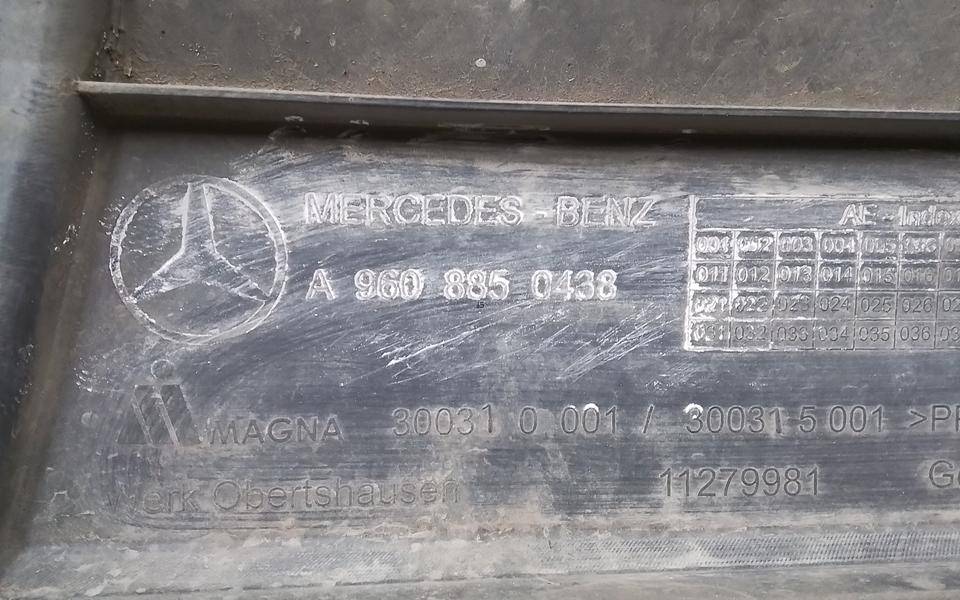 MERCEDES-BENZ
A 960 885 0438
AE-Index
001 002 003 004 005 006
011 012 013 014 015 016
021 022 023 024 025 026
031 032 033 034 035 036
MAGNA 30031 0 001 / 30031 5 001 >PP
Werk Obertshausen 11279981 Ge